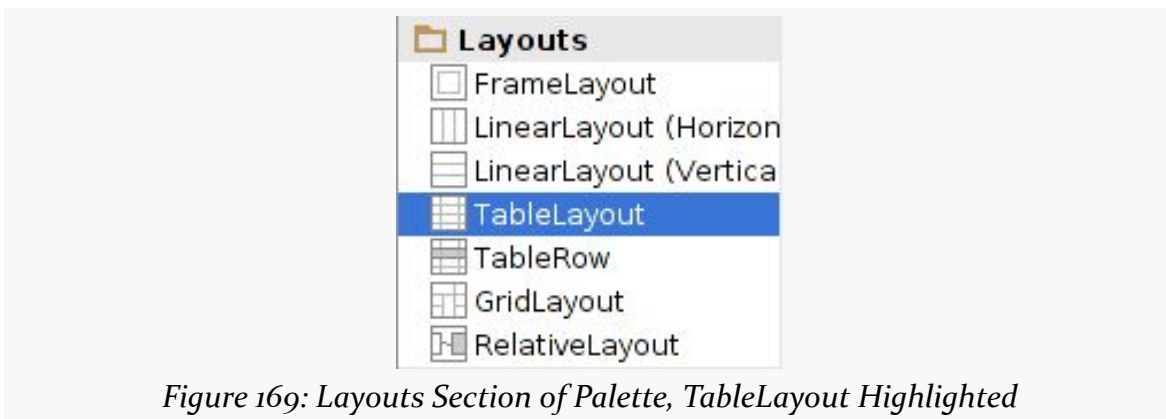 Layouts
FrameLayout
LinearLayout (Horizon
LinearLayout (Vertica
TableLayout
TableRow
GridLayout
RelativeLayout
Figure 169: Layouts Section of Palette, TableLayout Highlighted